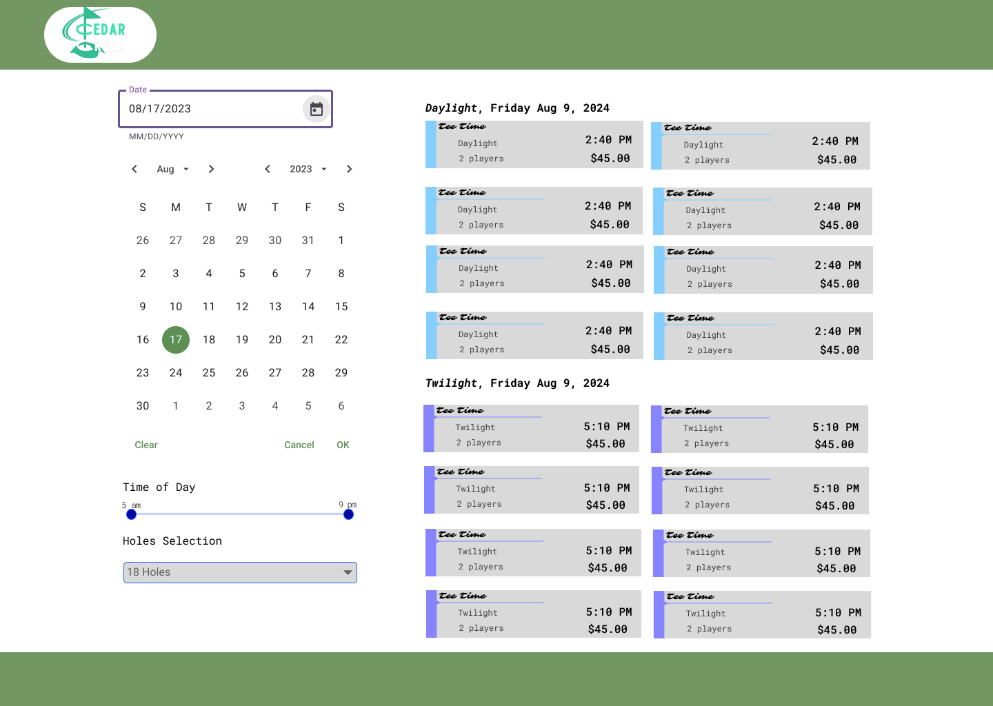 CEDAR
Date
08/17/2023
MM/DD/YYYY
Aug 2023
S M T W T F S
26 27 28 29 30 31 1
2 3 4 5 6 7 8
9 10 11 12 13 14 15
16 17 18 19 20 21 22
23 24 25 26 27 28 29
30 1 2 3 4 5 6
Clear Cancel OK
Time of Day
5 am 9 pm
Holes Selection
18 Holes
Daylight, Friday Aug 9, 2024
Tee Time
Daylight 2:40 PM
2 players $45.00
Tee Time
Daylight 2:40 PM
2 players $45.00
Tee Time
Daylight 2:40 PM
2 players $45.00
Tee Time
Daylight 2:40 PM
2 players $45.00
Tee Time
Daylight 2:40 PM
2 players $45.00
Tee Time
Daylight 2:40 PM
2 players $45.00
Tee Time
Daylight 2:40 PM
2 players $45.00
Tee Time
Daylight 2:40 PM
2 players $45.00
Twilight, Friday Aug 9, 2024
Tee Time
Twilight 5:10 PM
2 players $45.00
Tee Time
Twilight 5:10 PM
2 players $45.00
Tee Time
Twilight 5:10 PM
2 players $45.00
Tee Time
Twilight 5:10 PM
2 players $45.00
Tee Time
Twilight 5:10 PM
2 players $45.00
Tee Time
Twilight 5:10 PM
2 players $45.00
Tee Time
Twilight 5:10 PM
2 players $45.00
Tee Time
Twilight 5:10 PM
2 players $45.00